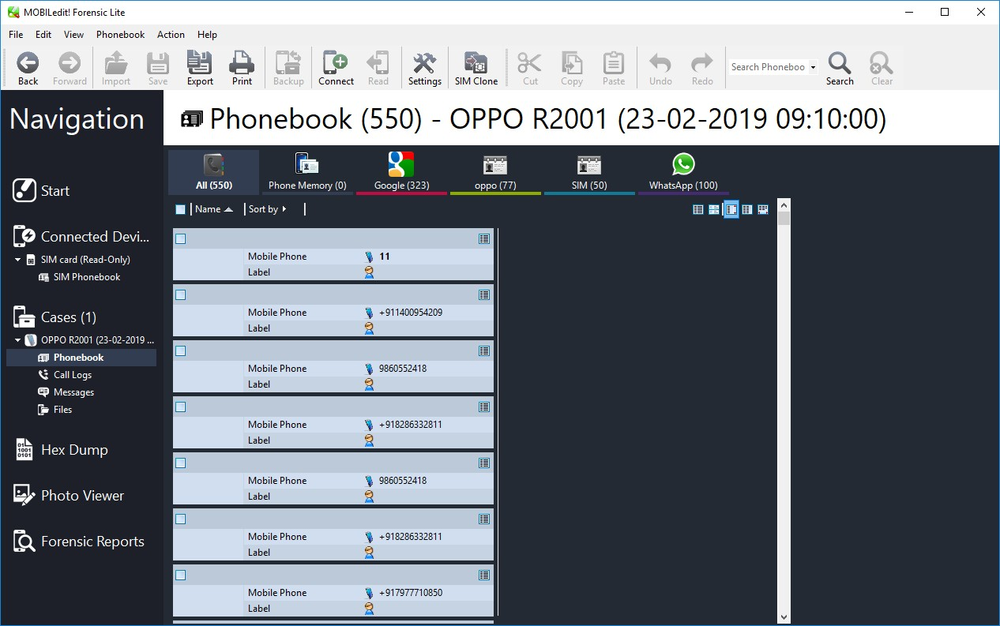 MOBILedit! Forensic Lite
File Edit View Phonebook Action Help
Back Forward Import Save Export Print Backup Connect Read Settings SIM Clone Cut Copy Paste Undo Redo Search Phoneboo Search Clear
Navigation
Phonebook (550) - OPPO R2001 (23-02-2019 09:10:00)
All (550) Phone Memory (0) Google (323) oppo (77) SIM (50) WhatsApp (100)
Start
Connected Devi...
SIM card (Read-Only)
SIM Phonebook
Cases (1)
OPPO R2001 (23-02-2019 ...
Phonebook
Call Logs
Messages
Files
Hex Dump
01
1001
0101
Photo Viewer
Forensic Reports
Name Sort by
Mobile Phone 11
Label
Mobile Phone +911400954209
Label
Mobile Phone 9860552418
Label
Mobile Phone +918286332811
Label
Mobile Phone 9860552418
Label
Mobile Phone +918286332811
Label
Mobile Phone +917977710850
Label